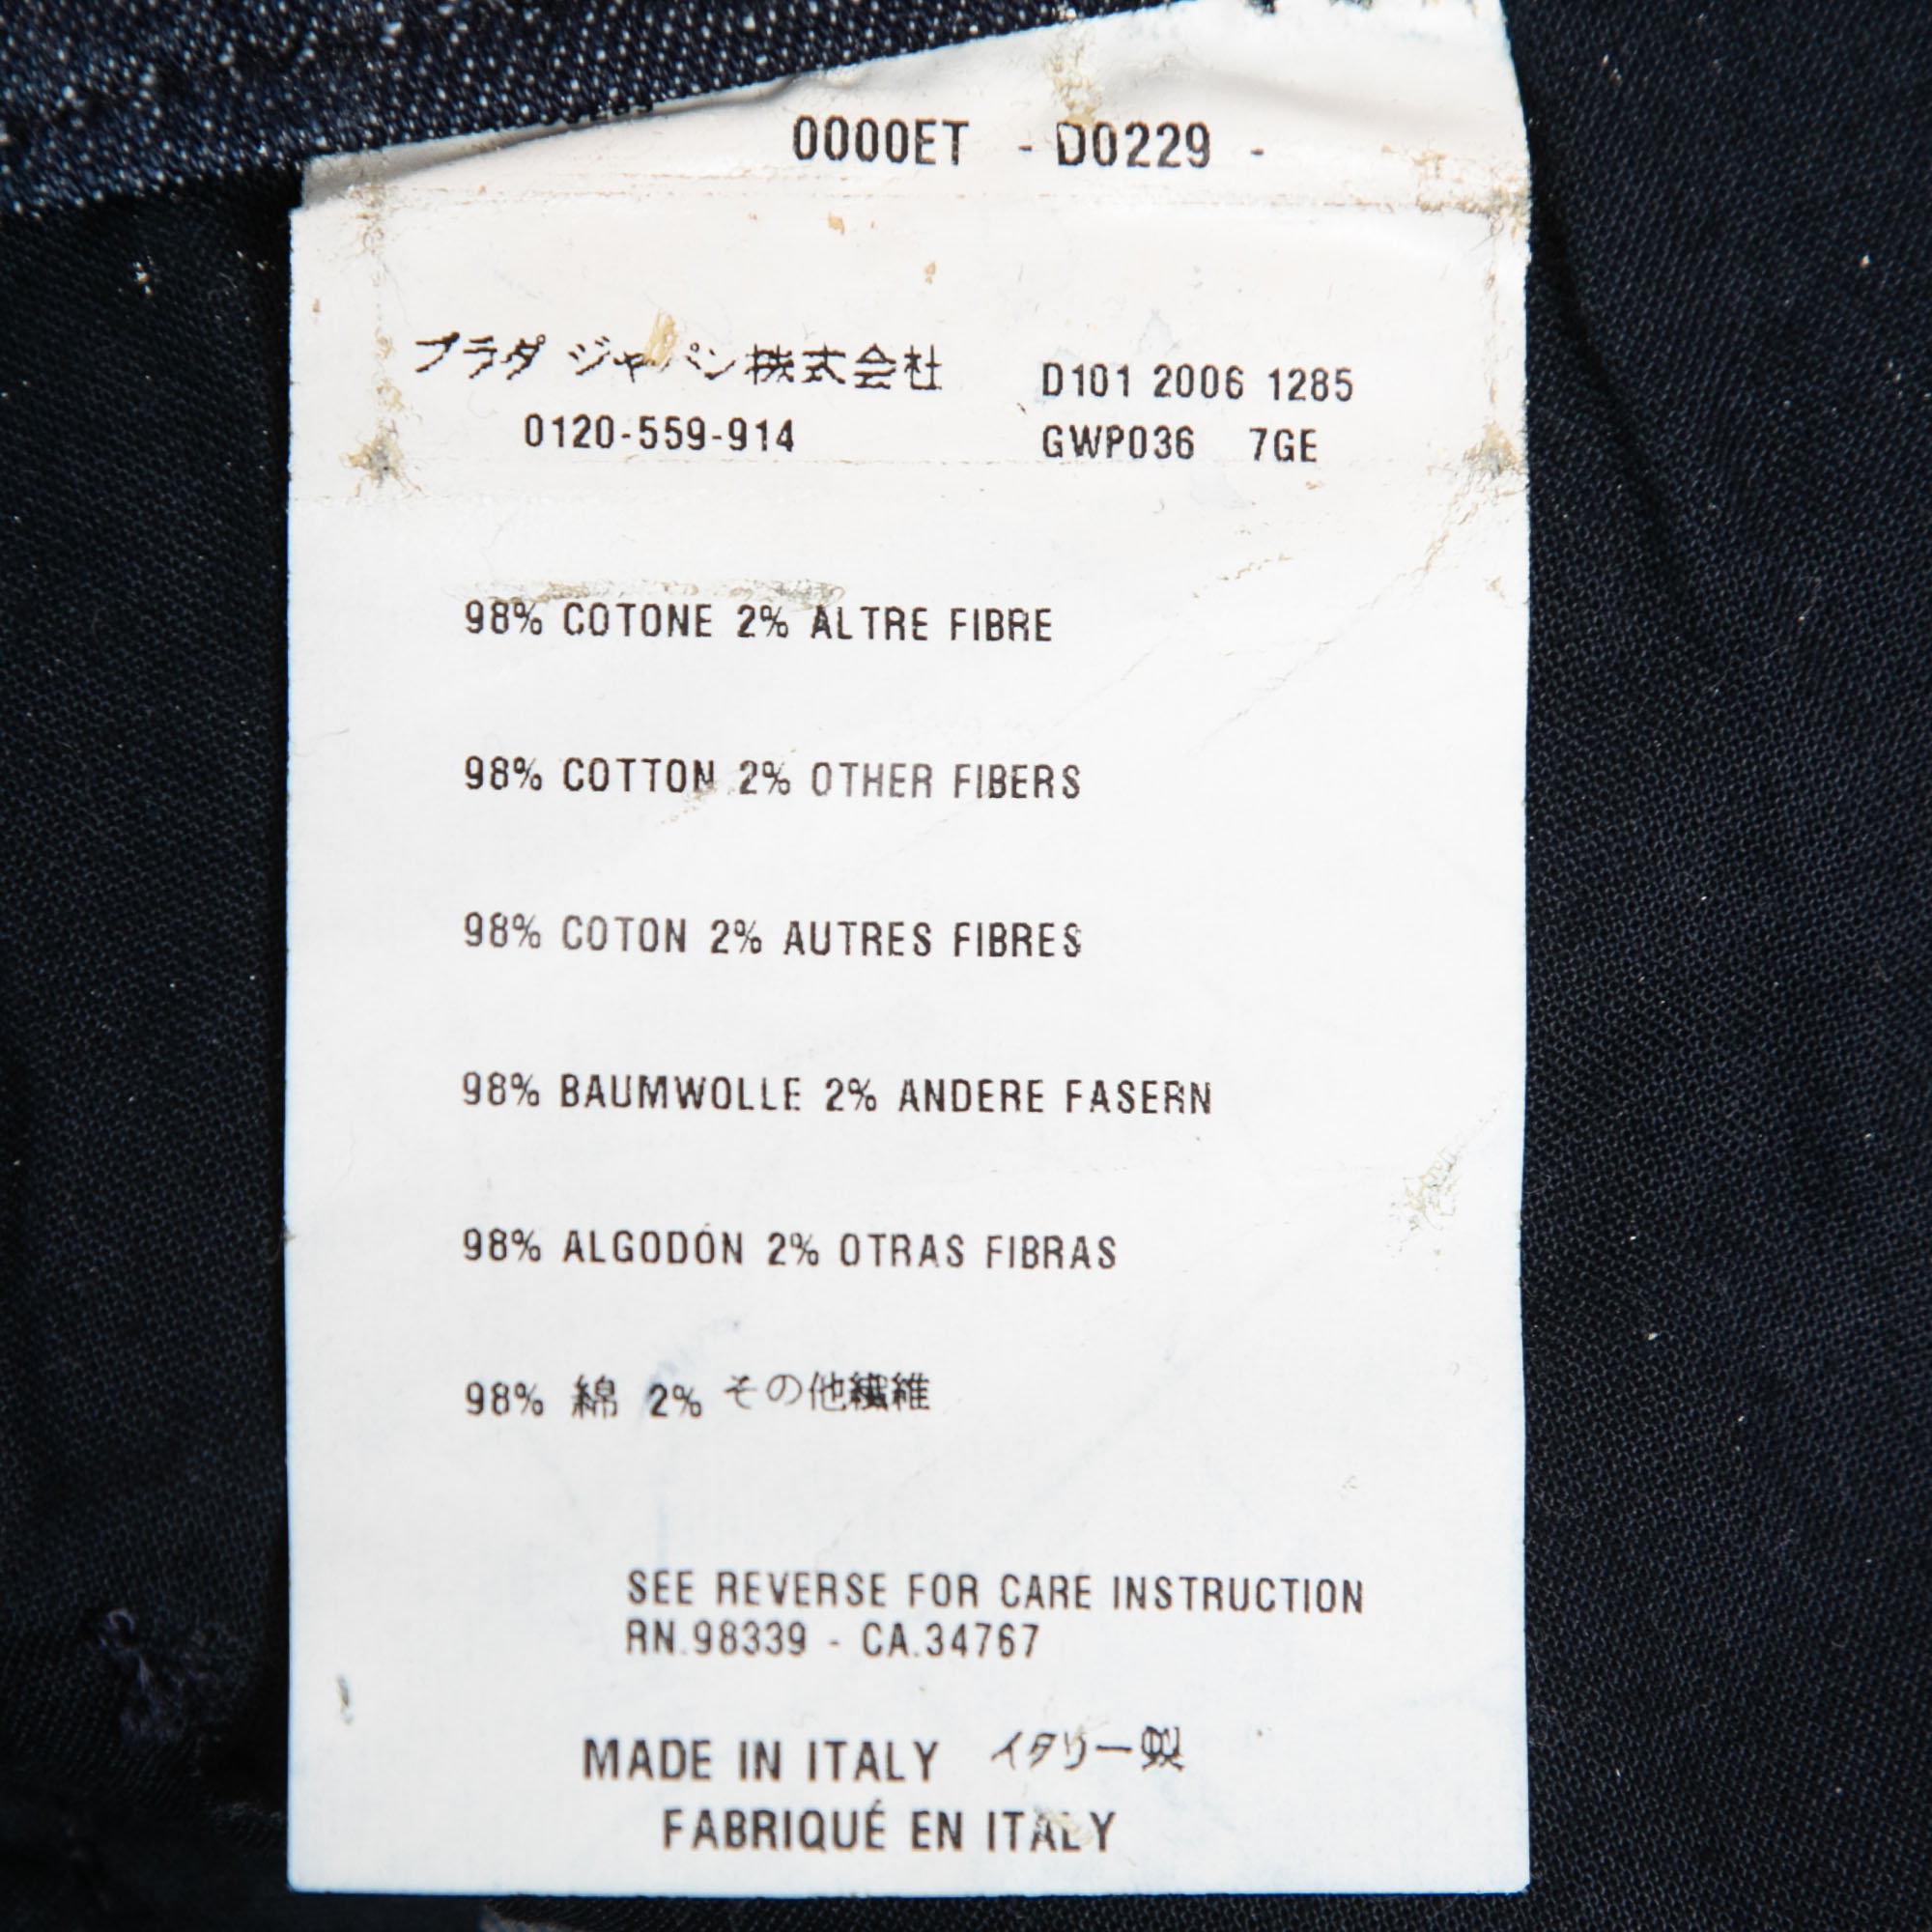 0000ET - D0229 -
プラダ ジャパン株式会社
0120-559-914
D101 2006 1285
GWP036 7GE
98% COTONE 2% ALTRE FIBRE
98% COTTON 2% OTHER FIBERS
98% COTON 2% AUTRES FIBRES
98% BAUMWOLLE 2% ANDERE FASERN
98% ALGODÓN 2% OTRAS FIBRAS
98% 綿 2% その他繊維
SEE REVERSE FOR CARE INSTRUCTION
RN.98339 - CA.34767
MADE IN ITALY イタリー製
FABRIQUÉ EN ITALY